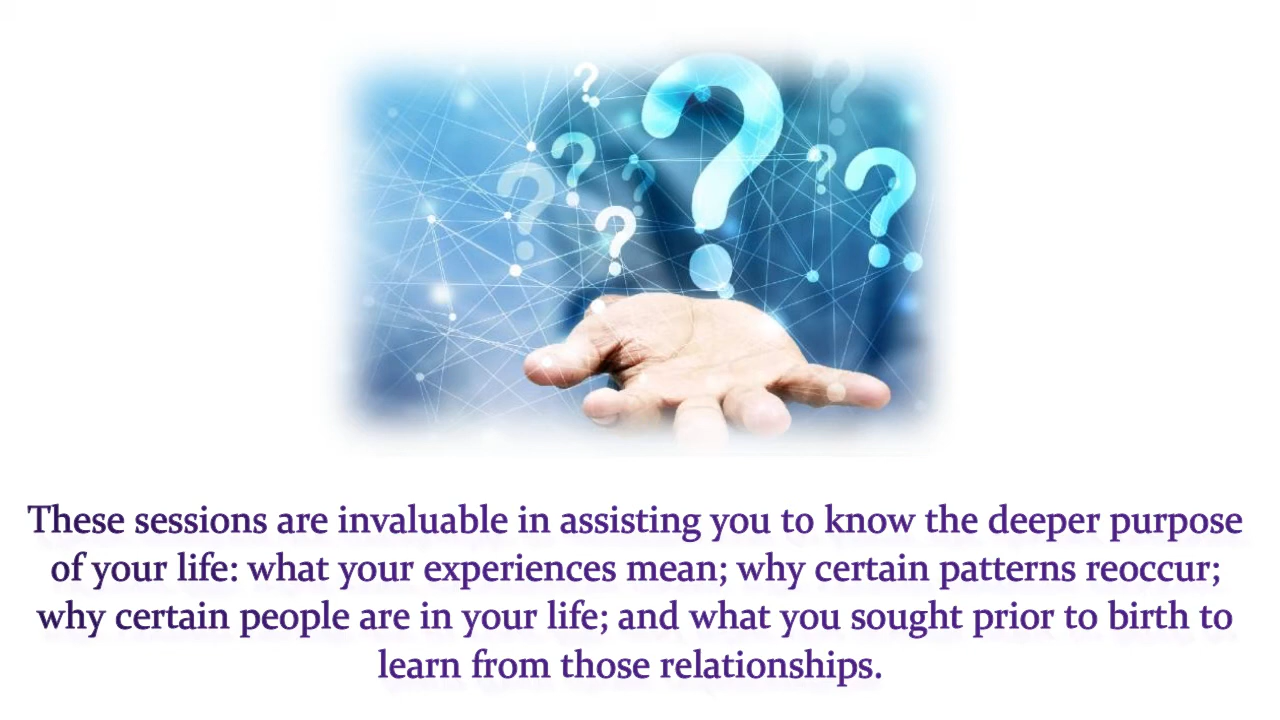 These sessions are invaluable in assisting you to know the deeper purpose
of your life: what your experiences mean; why certain patterns reoccur;
why certain people are in your life; and what you sought prior to birth to
learn from those relationships.